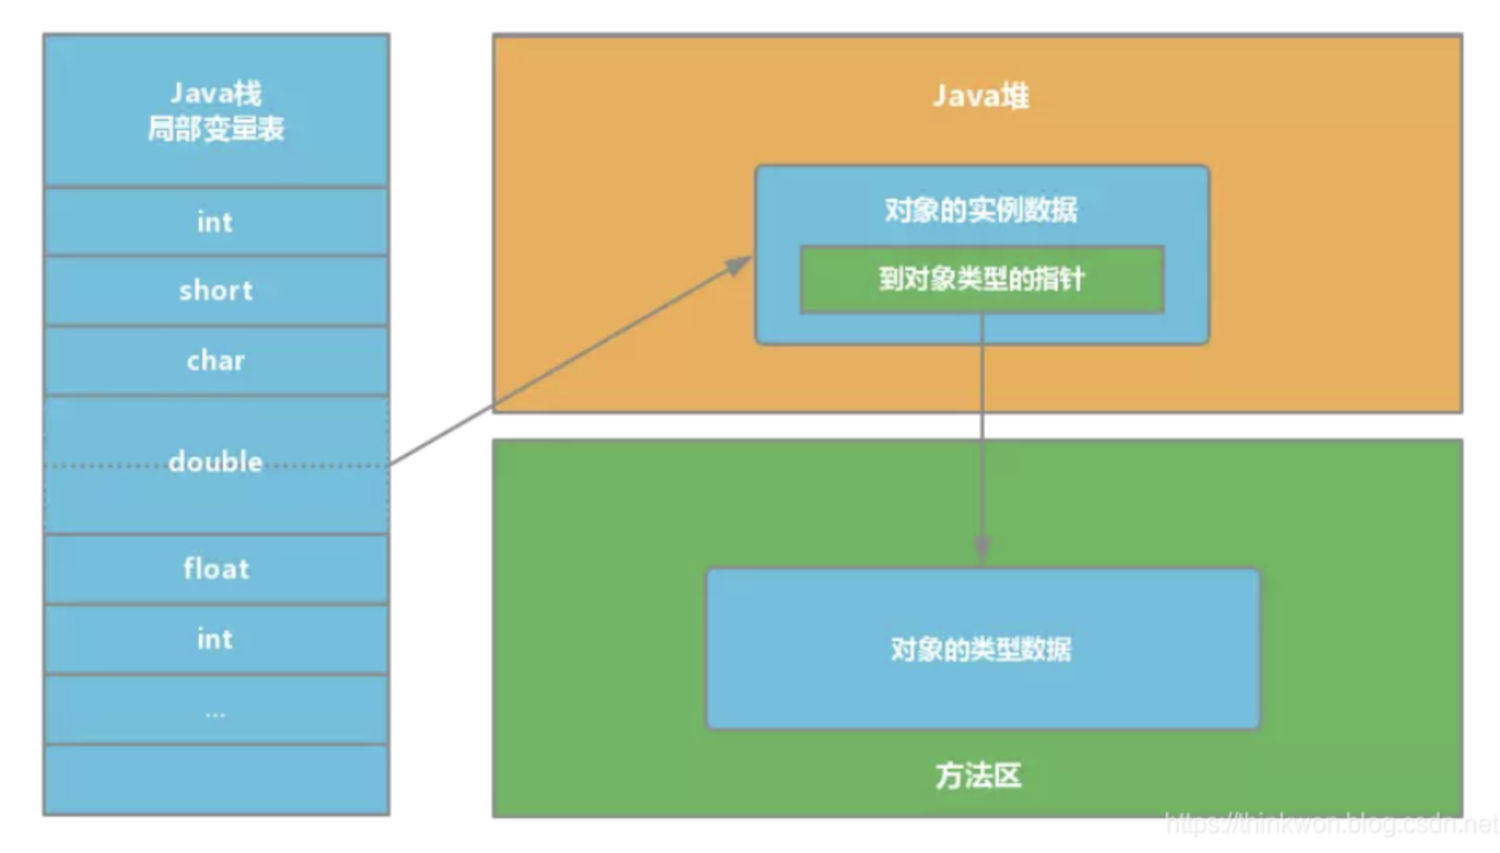 Java栈
局部变量表
int
short
char
double
float
int
...
Java堆
对象的实例数据
到对象类型的指针
对象的类型数据
方法区
https://thinkwon.blog.csdn.net